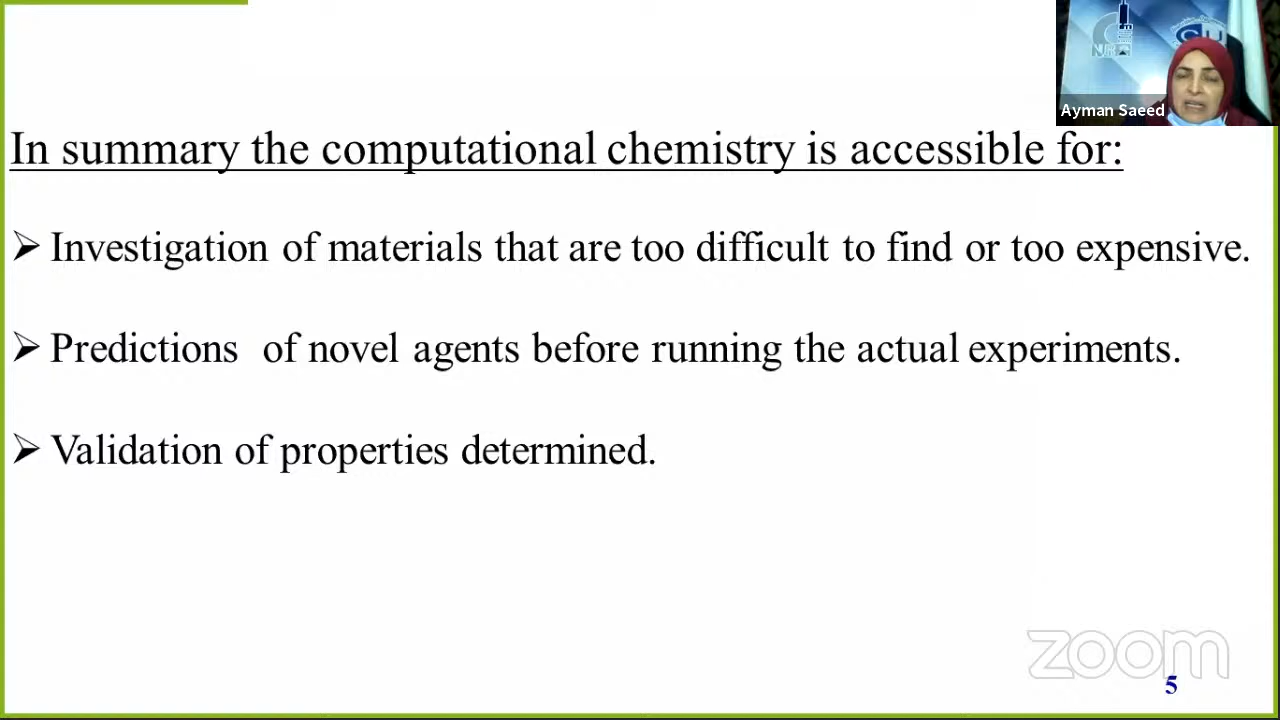 Ayman Saeed
In summary the computational chemistry is accessible for:
➢ Investigation of materials that are too difficult to find or too expensive.
➢ Predictions of novel agents before running the actual experiments.
➢ Validation of properties determined.
zoom
5